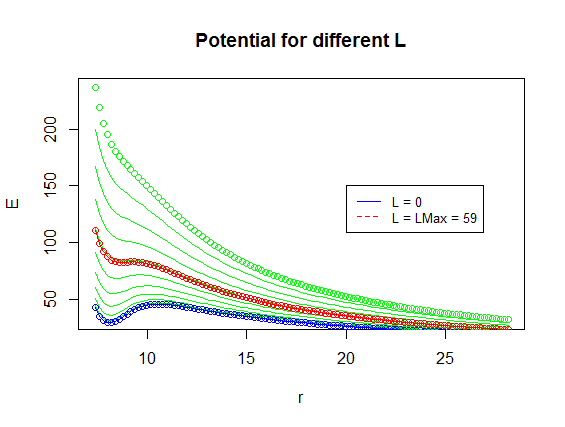 Potential for different L
E
50
100
150
200
L = 0
L = LMax = 59
10
15
20
25
r